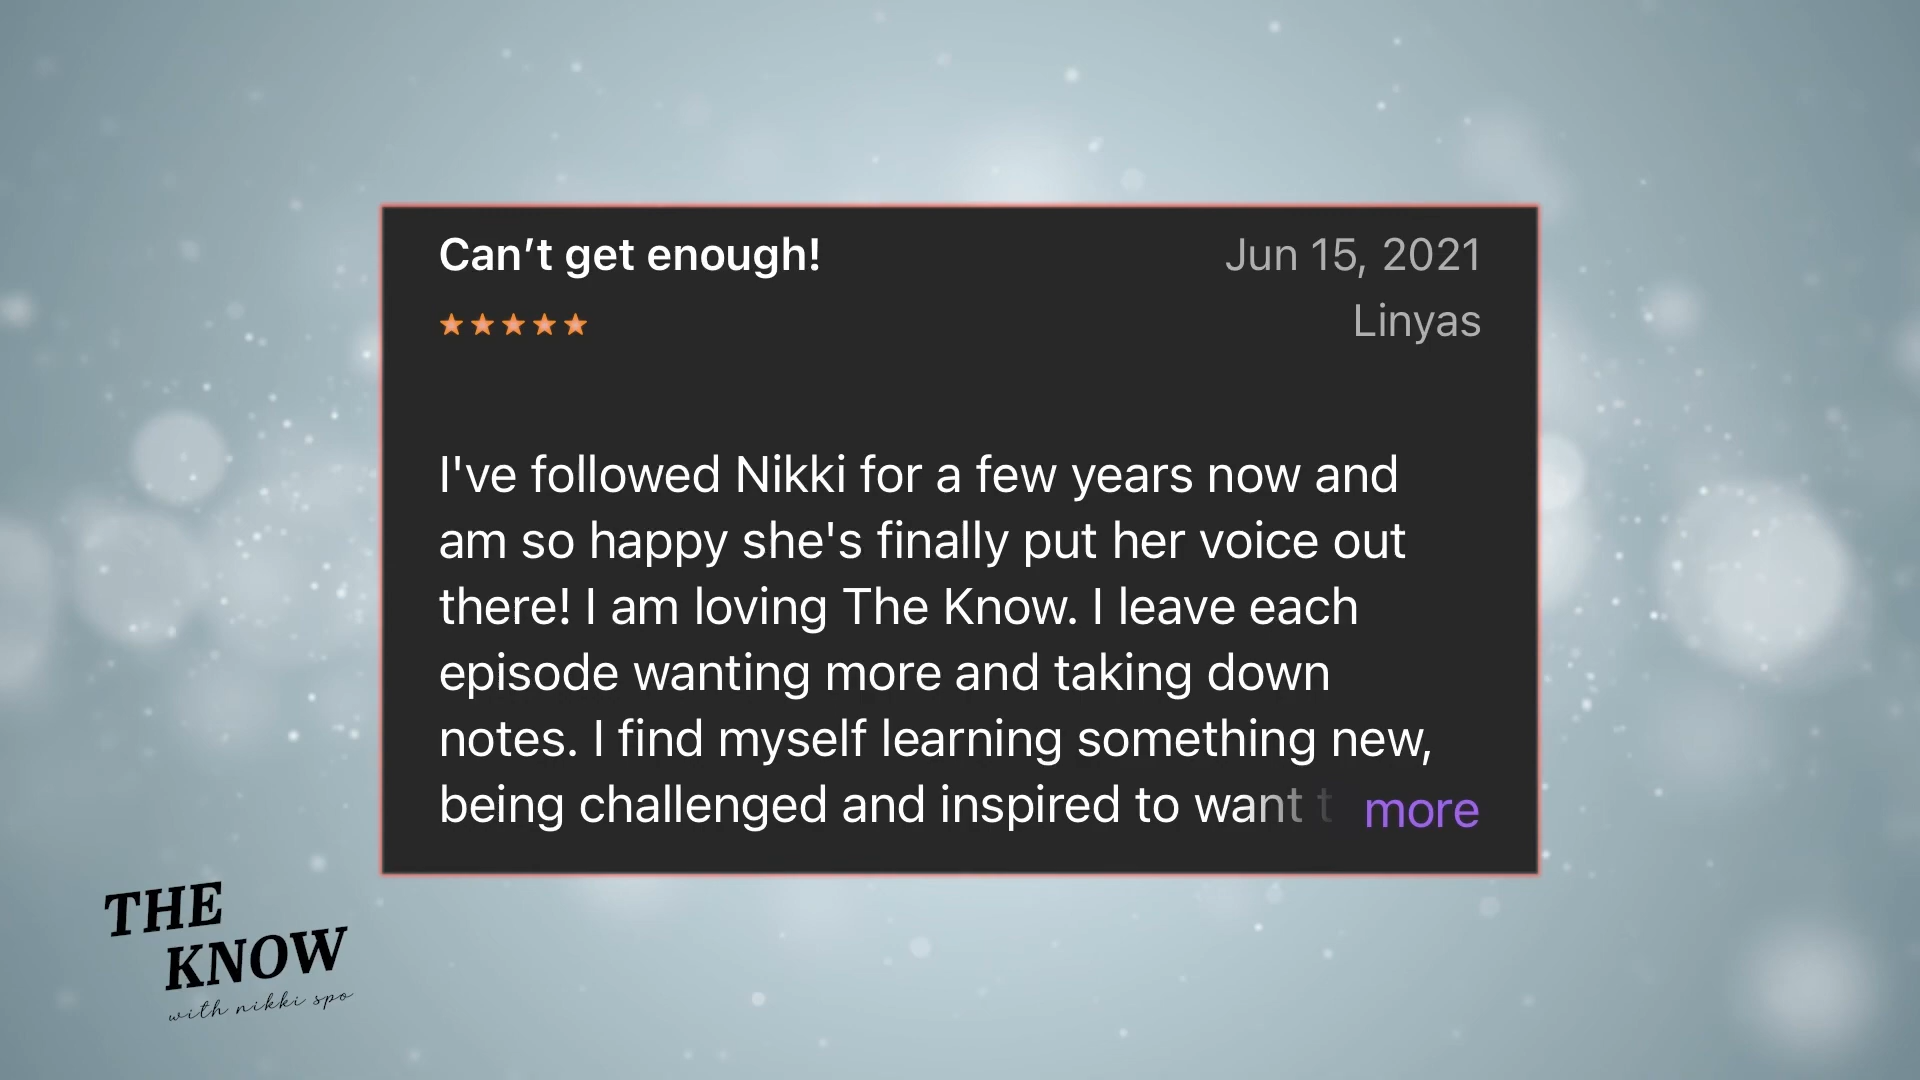 Can’t get enough!
Jun 15, 2021
Linyas
I've followed Nikki for a few years now and
am so happy she's finally put her voice out
there! I am loving The Know. I leave each
episode wanting more and taking down
notes. I find myself learning something new,
being challenged and inspired to want t more
THE
KNOW
with nikki spo